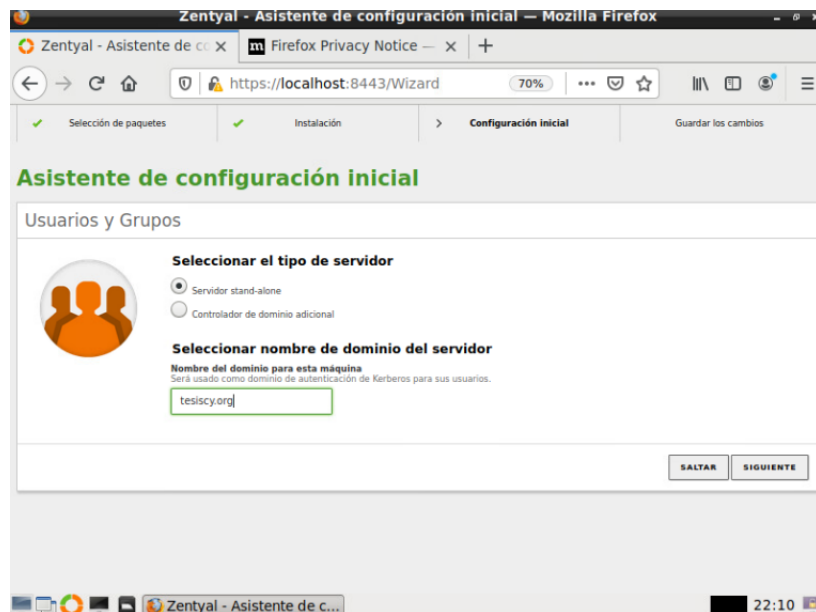 Zentyal - Asistente de configuración inicial — Mozilla Firefox
Zentyal - Asistente de co
m Firefox Privacy Notice —
https://localhost:8443/Wizard 70%
Selección de paquetes Instalación Configuración inicial Guardar los cambios
Asistente de configuración inicial
Usuarios y Grupos
Seleccionar el tipo de servidor
Servidor stand-alone
Controlador de dominio adicional
Seleccionar nombre de dominio del servidor
Nombre del dominio para esta máquina
Será usado como dominio de autenticación de Kerberos para sus usuarios.
tesiscy.org
SALTAR SIGUIENTE
Zentyal - Asistente de c... 22:10